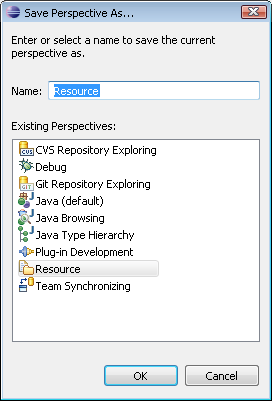 Save Perspective As...
Enter or select a name to save the current
perspective as.
Name: Resource
Existing Perspectives:
CVS CVS Repository Exploring
Debug
GIT Git Repository Exploring
Java (default)
Java Browsing
Java Type Hierarchy
Plug-in Development
Resource
Team Synchronizing
OK Cancel